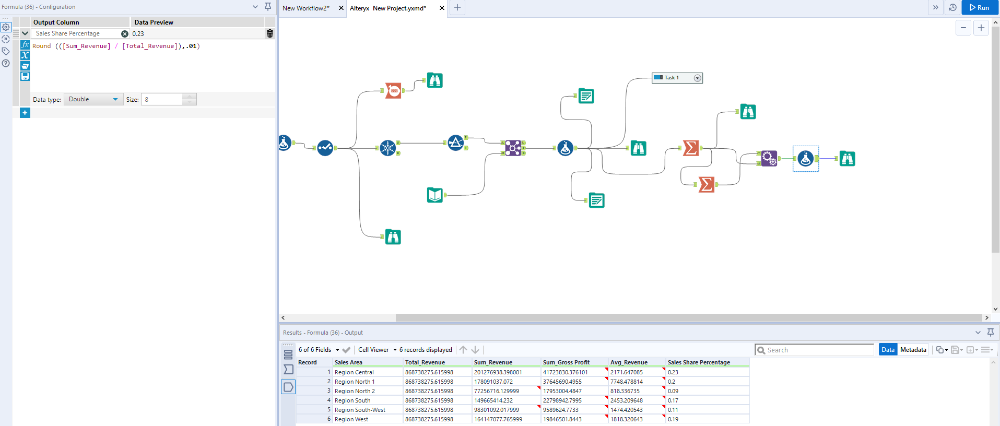 Formula (36) - Configuration
New Workflow2*
Alteryx New Project.yxmd*
Run
Output Column Data Preview
Sales Share Percentage 0.23
Round (([Sum_Revenue] / [Total_Revenue]),.01)
Data type: Double Size: 8
Task 1
Results - Formula (36) - Output
6 of 6 Fields Cell Viewer 6 records displayed Search Data Metadata
Record Sales Area Total_Revenue Sum_Revenue Sum_Gross Profit Avg_Revenue Sales Share Percentage
1 Region Central 868738275.615998 201276938.398001 41723830.376101 2171.647085 0.23
2 Region North 1 868738275.615998 178091037.072 37645690.4955 7748.478814 0.2
3 Region North 2 868738275.615998 77256716.129999 17953004.4847 818.336735 0.09
4 Region South 868738275.615998 149665414.232 22798942.7995 2453.209648 0.17
5 Region South-West 868738275.615998 98301092.017999 9589624.7733 1474.420543 0.11
6 Region West 868738275.615998 164147077.765999 19846501.8443 1818.320643 0.19